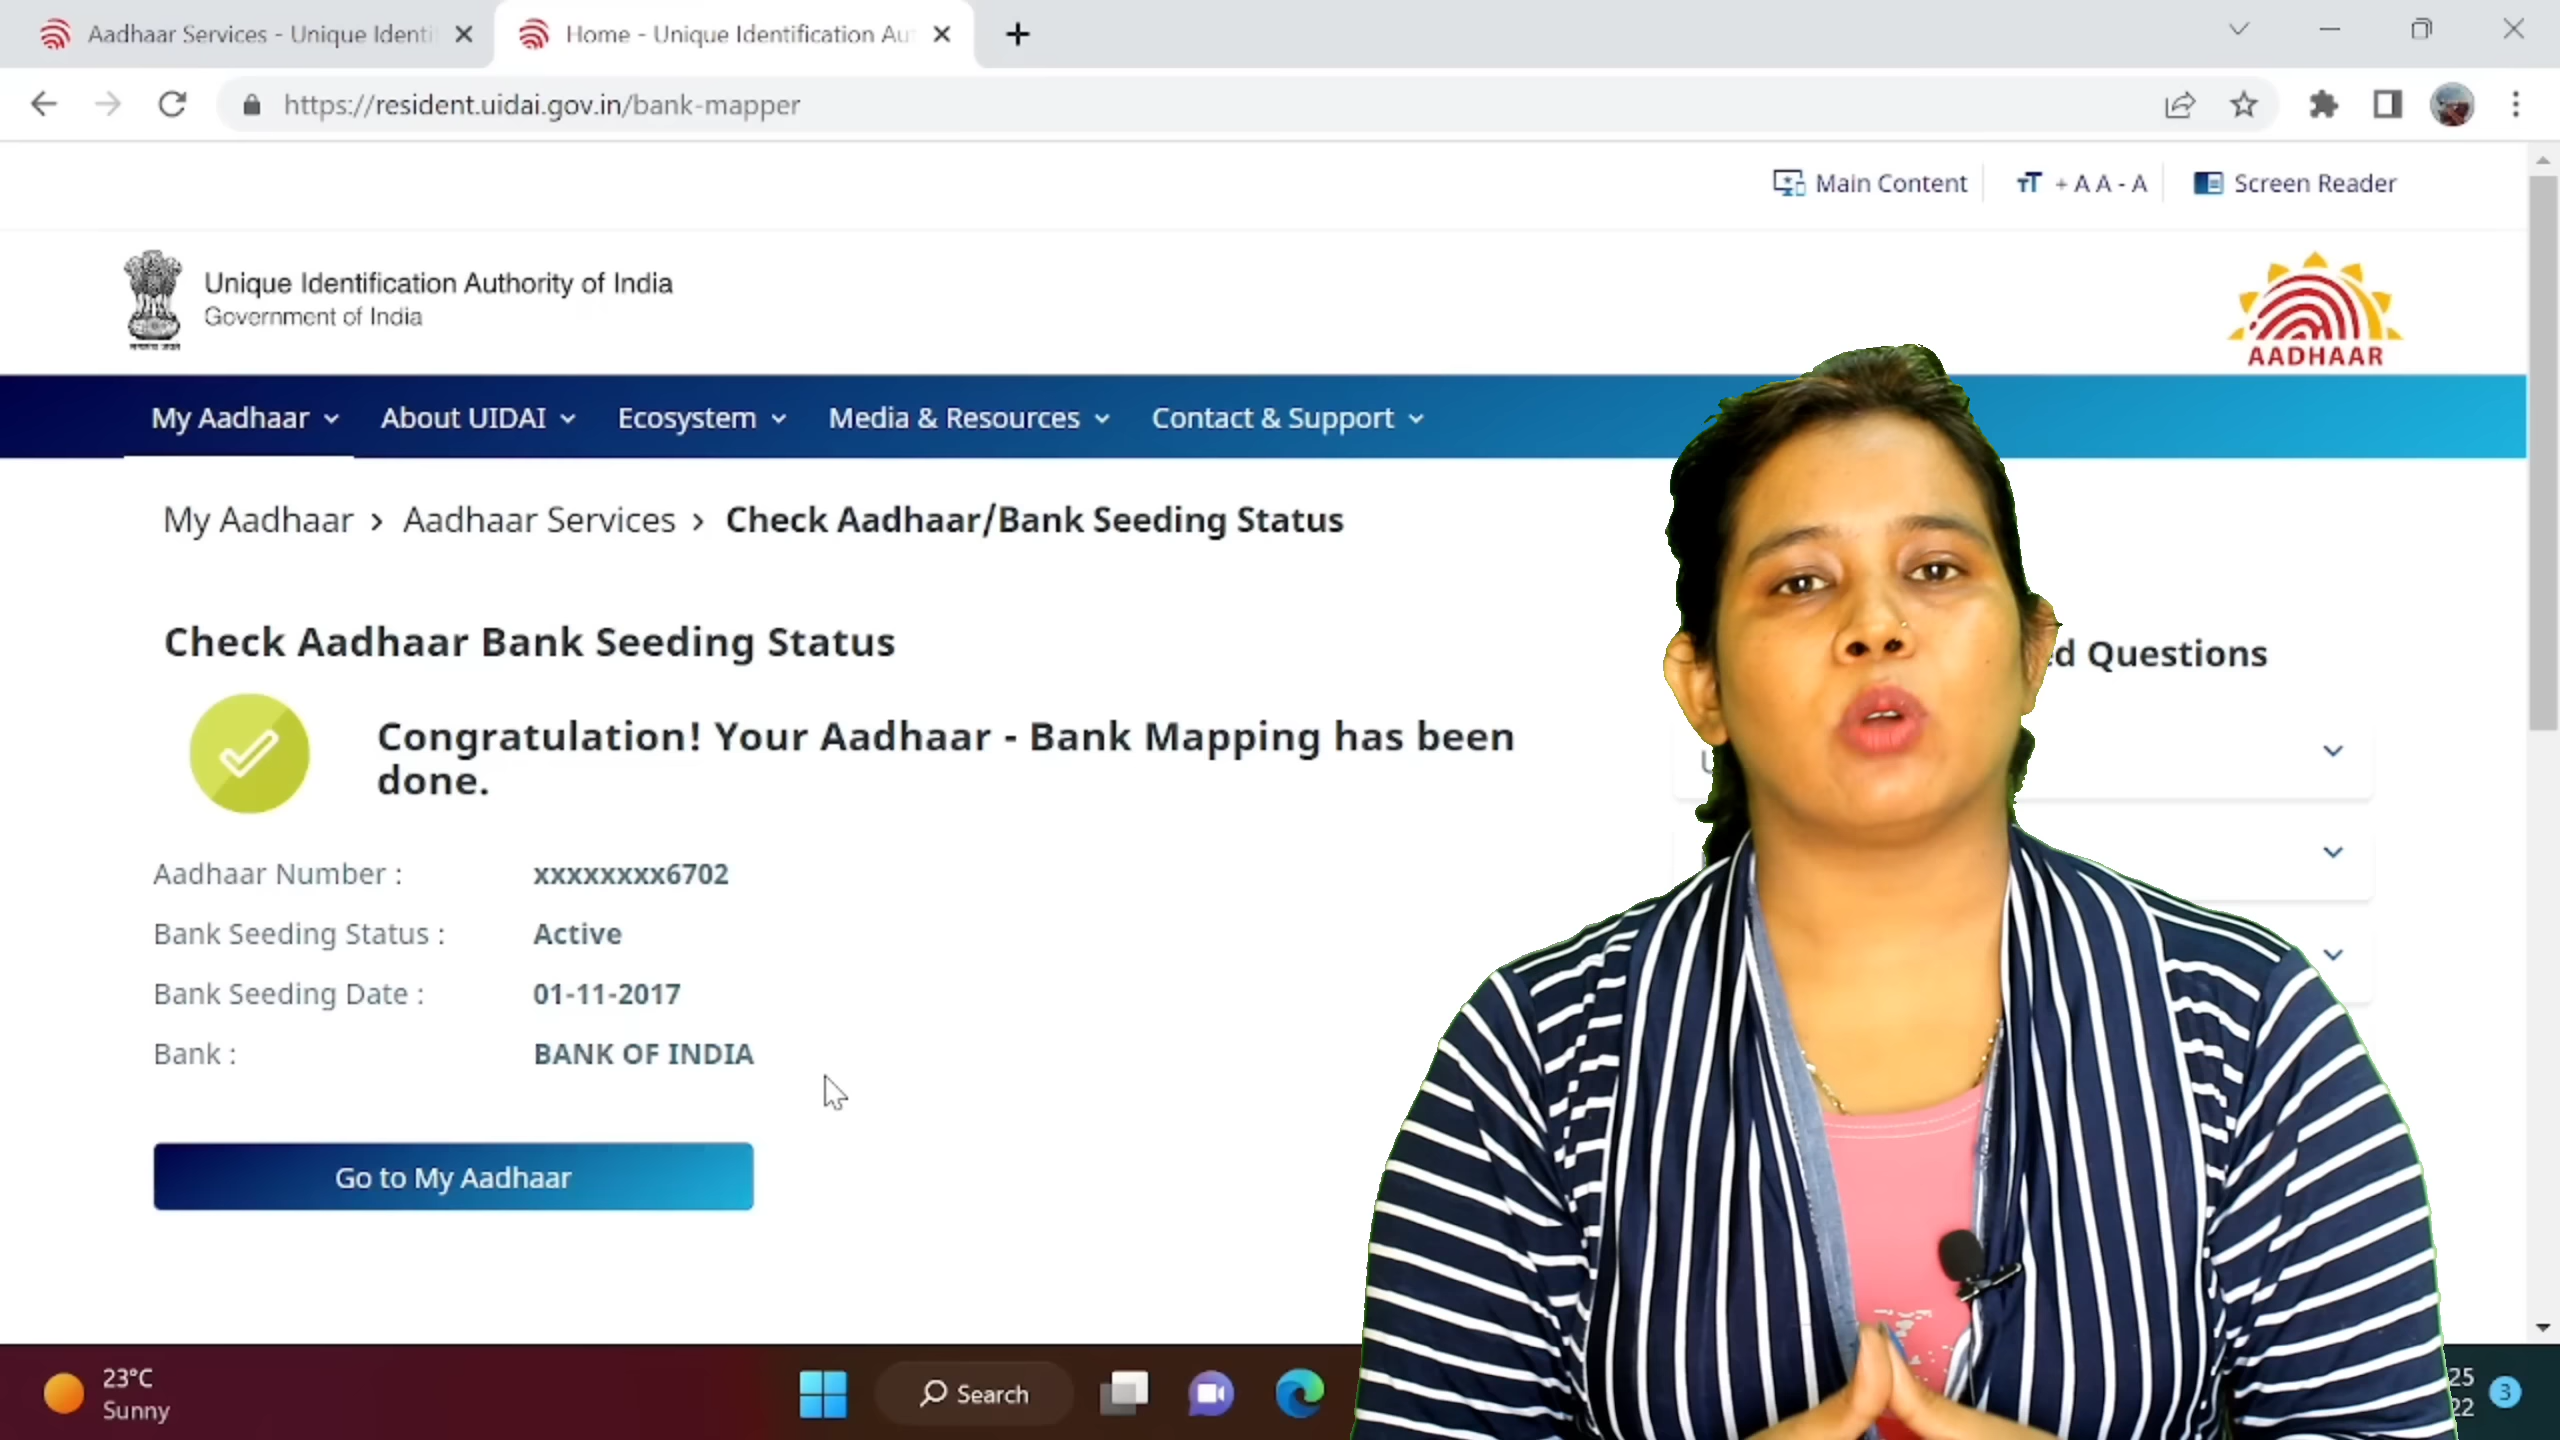 Aadhaar Services - Unique Identi
Home - Unique Identification Au
https://resident.uidai.gov.in/bank-mapper
Main Content
TT + A A - A
Screen Reader
Unique Identification Authority of India
Government of India
AADHAAR
My Aadhaar
About UIDAI
Ecosystem
Media & Resources
Contact & Support
My Aadhaar > Aadhaar Services > Check Aadhaar/Bank Seeding Status
Check Aadhaar Bank Seeding Status
d Questions
Congratulation! Your Aadhaar - Bank Mapping has been
done.
Aadhaar Number : xxxxxxxx6702
Bank Seeding Status : Active
Bank Seeding Date : 01-11-2017
Bank : BANK OF INDIA
Go to My Aadhaar
23°C
Sunny
Search
25
22
3